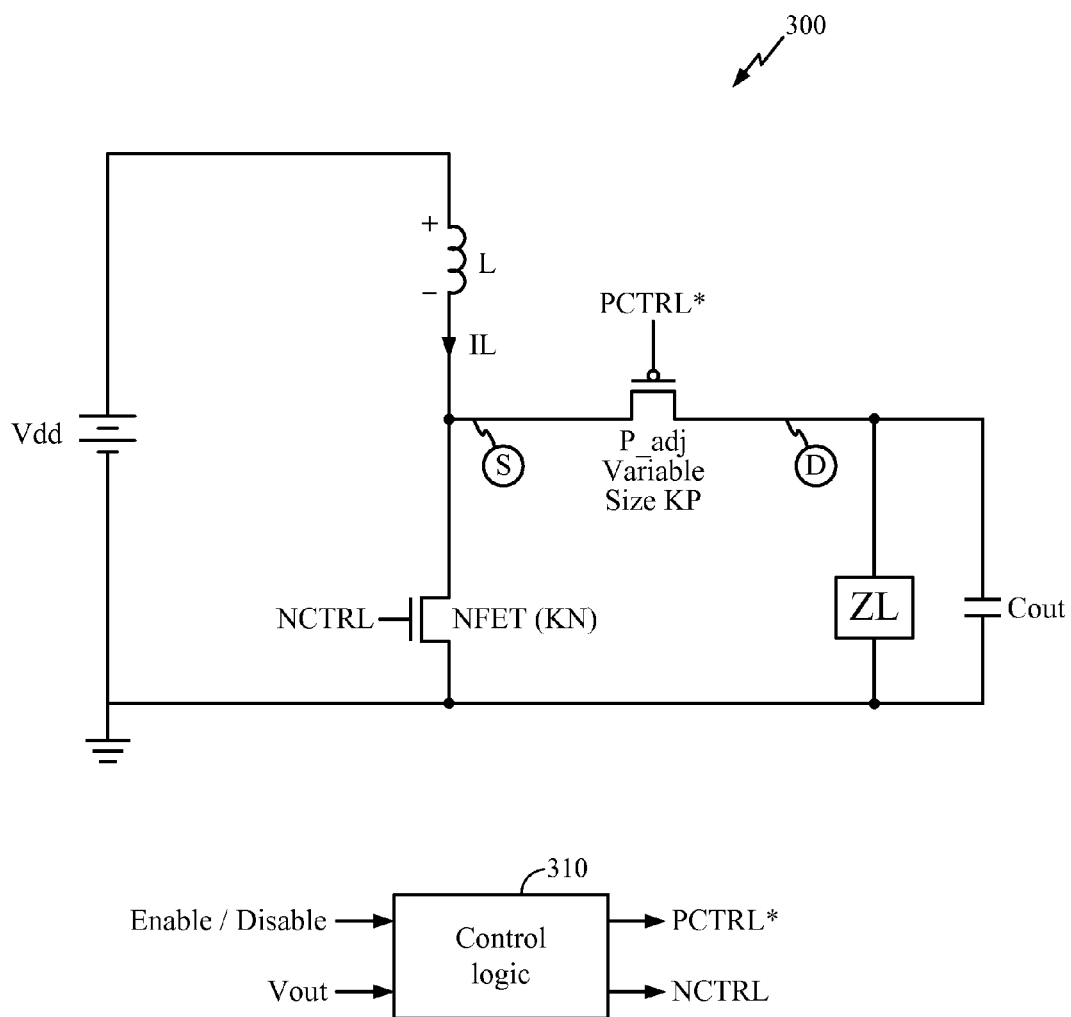 300
+
L
−
IL
PCTRL*
Vdd
S
P_adj
Variable
Size KP
D
NCTRL
NFET (KN)
ZL
Cout
310
Enable / Disable
Control
logic
PCTRL*
Vout
NCTRL